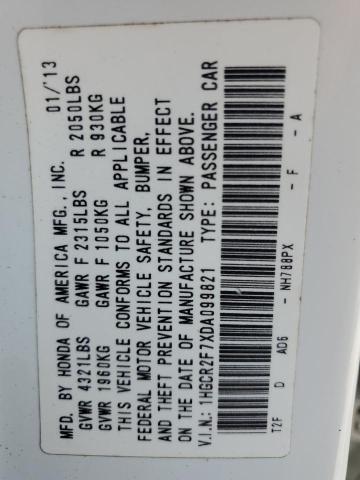 MFD. BY HONDA OF AMERICA MFG., INC. 01/'13
GVWR 4321LBS GAWR F 2315LBS R 2050LBS
GVWR 1960KG GAWR F 1050KG R 930KG
THIS VEHICLE CONFORMS TO ALL APPLICABLE
FEDERAL MOTOR VEHICLE SAFETY, BUMPER,
AND THEFT PREVENTION STANDARDS IN EFFECT
ON THE DATE OF MANUFACTURE SHOWN ABOVE.
V.I.N.: 1HGCR2F7XDA099821 TYPE: PASSENGER CAR
T2F D AD6 - NH788PX - F - A